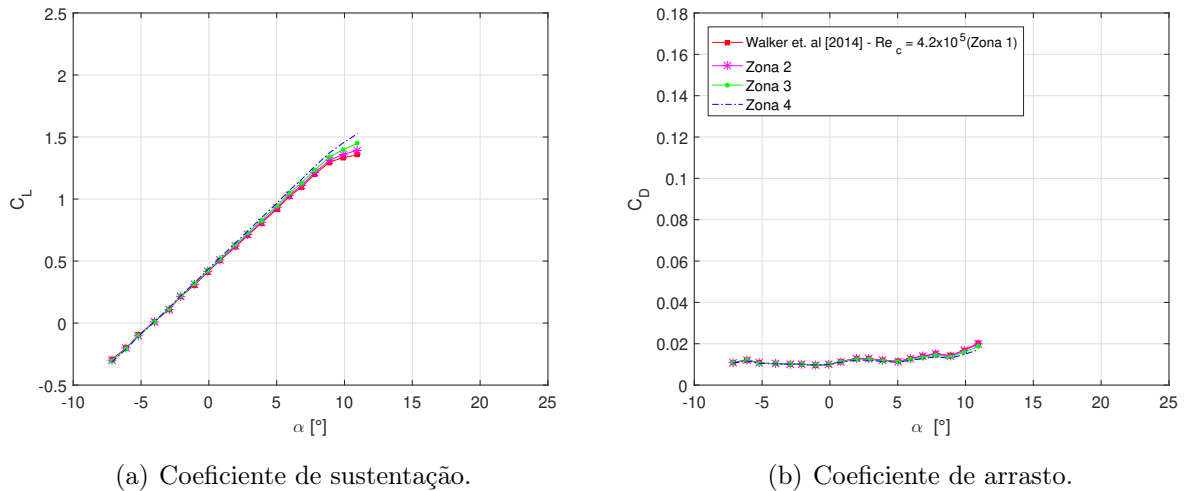 2.5
2
1.5
1
0.5
0
-0.5
C_L
-10 -5 0 5 10 15 20 25
α [°]
(a) Coeficiente de sustentação.
0.18
0.16
0.14
0.12
0.1
0.08
0.06
0.04
0.02
0
C_D
Walker et. al [2014] - Re_c = 4.2x10^5(Zona 1)
Zona 2
Zona 3
Zona 4
-10 -5 0 5 10 15 20 25
α [°]
(b) Coeficiente de arrasto.